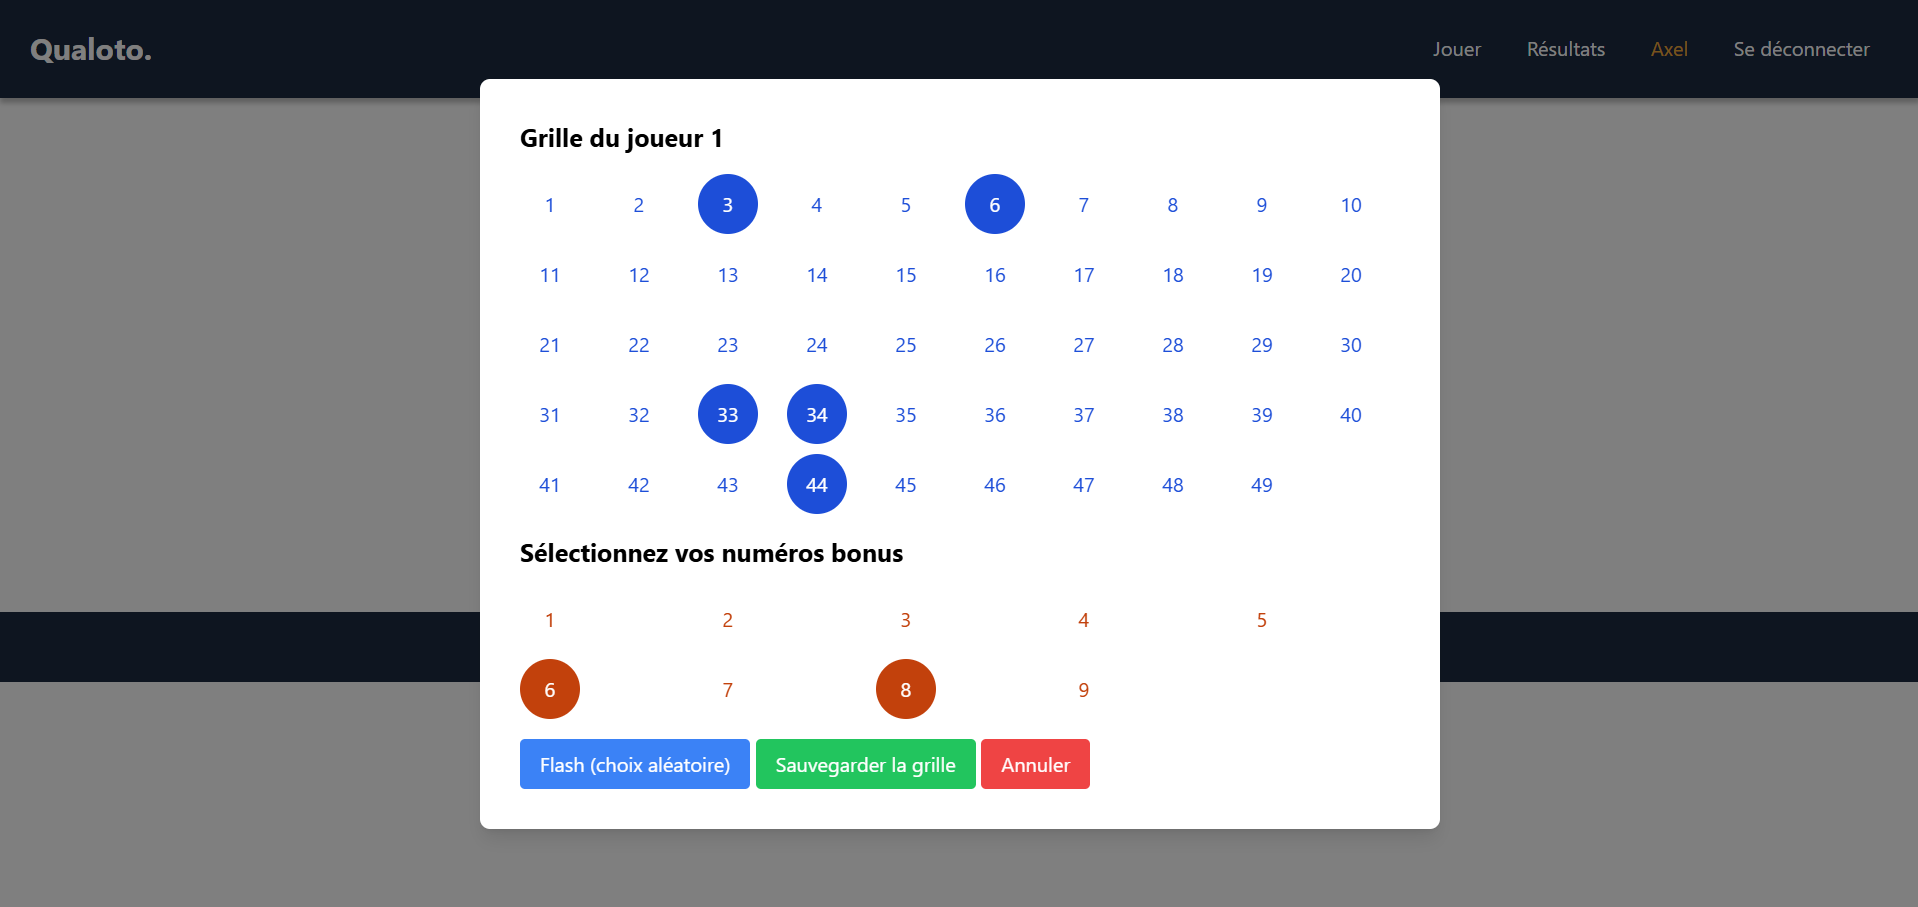 Qualoto. Jouer Résultats Axel Se déconnecter
Grille du joueur 1
1 2 3 4 5 6 7 8 9 10
11 12 13 14 15 16 17 18 19 20
21 22 23 24 25 26 27 28 29 30
31 32 33 34 35 36 37 38 39 40
41 42 43 44 45 46 47 48 49
Sélectionnez vos numéros bonus
1 2 3 4 5
6 7 8 9
Flash (choix aléatoire) Sauvegarder la grille Annuler